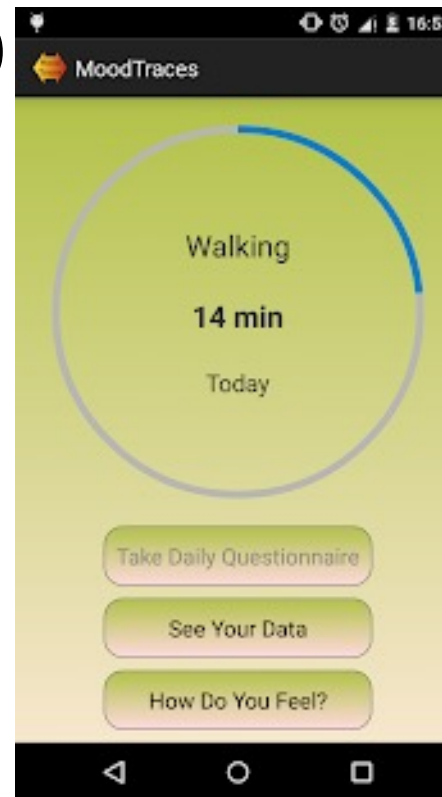 )
16:5
MoodTraces
Walking
14 min
Today
Take Daily Questionnaire
See Your Data
How Do You Feel?